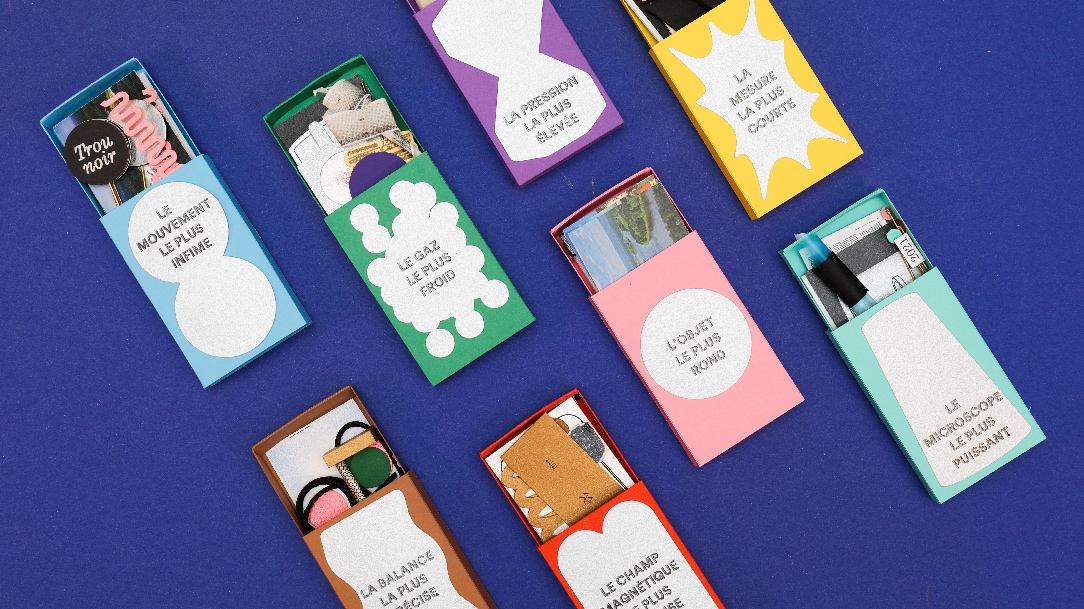 LA PRESSION
LA PLUS
ÉLEVÉE
LA
MESURE
LA PLUS
COURTE
Trou
noir
LE
MOUVEMENT
LE PLUS
INFIME
LE GAZ
LE PLUS
FROID
L'OBJET
LE PLUS
ROND
2021
LE
MICROSCOPE
LE PLUS
PUISSANT
LA BALANCE
LA PLUS
LE CHAMP
MAGNÉTIQUE